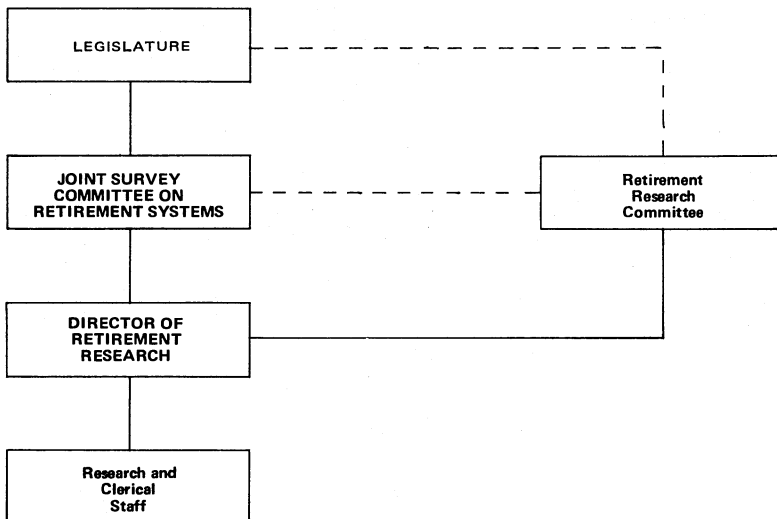 LEGISLATURE
JOINT SURVEY
COMMITTEE ON
RETIREMENT SYSTEMS
Retirement
Research
Committee
DIRECTOR OF
RETIREMENT
RESEARCH
Research and
Clerical
Staff